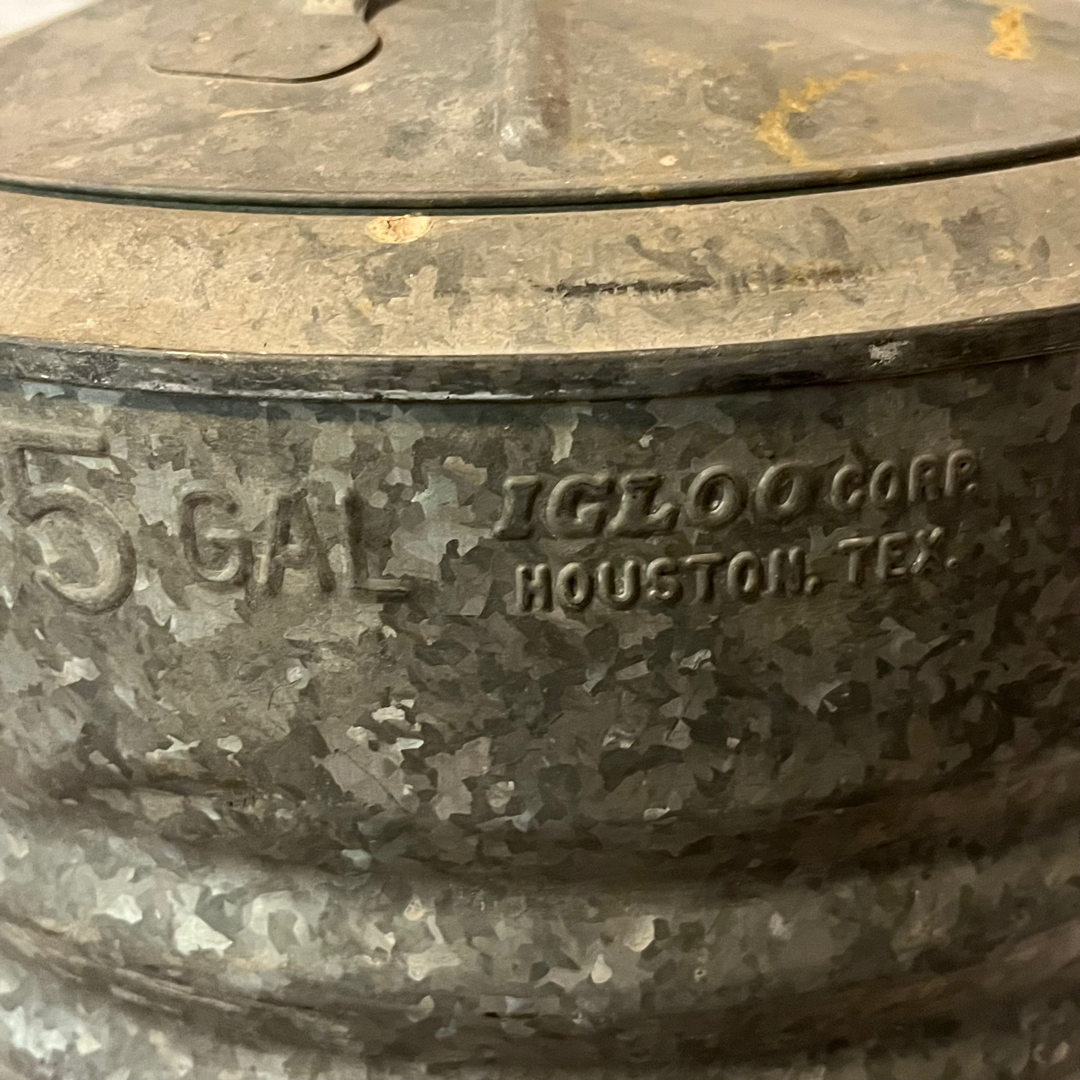 5 GAL
IGLOO CORP.
HOUSTON, TEX.